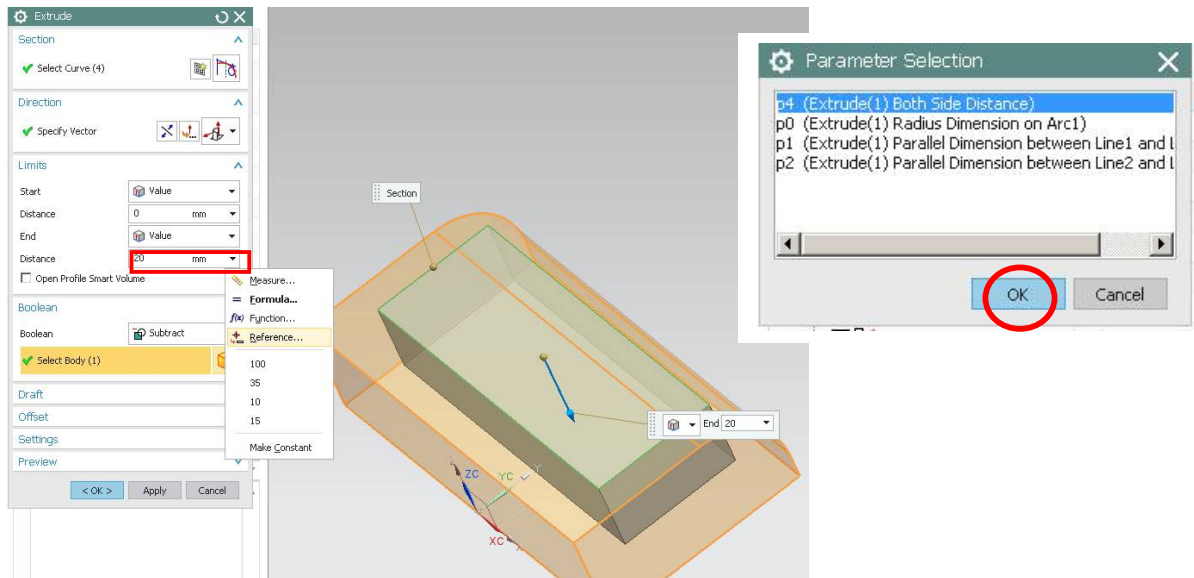 Extrude
Section
Select Curve (4)
Direction
Specify Vector
Limits
Start
Value
Distance
0 mm
End
Value
Distance
20 mm
Open Profile Smart Volume
Boolean
Boolean
Subtract
Select Body (1)
Draft
Offset
Settings
Preview
< OK > Apply Cancel
Measure...
= Formula...
f(x) Function...
Reference...
100
35
10
15
Make Constant
Section
End 20
ZC YC Y
XC
Parameter Selection
p4 (Extrude(1) Both Side Distance)
p0 (Extrude(1) Radius Dimension on Arc1)
p1 (Extrude(1) Parallel Dimension between Line1 and L
p2 (Extrude(1) Parallel Dimension between Line2 and L
OK Cancel